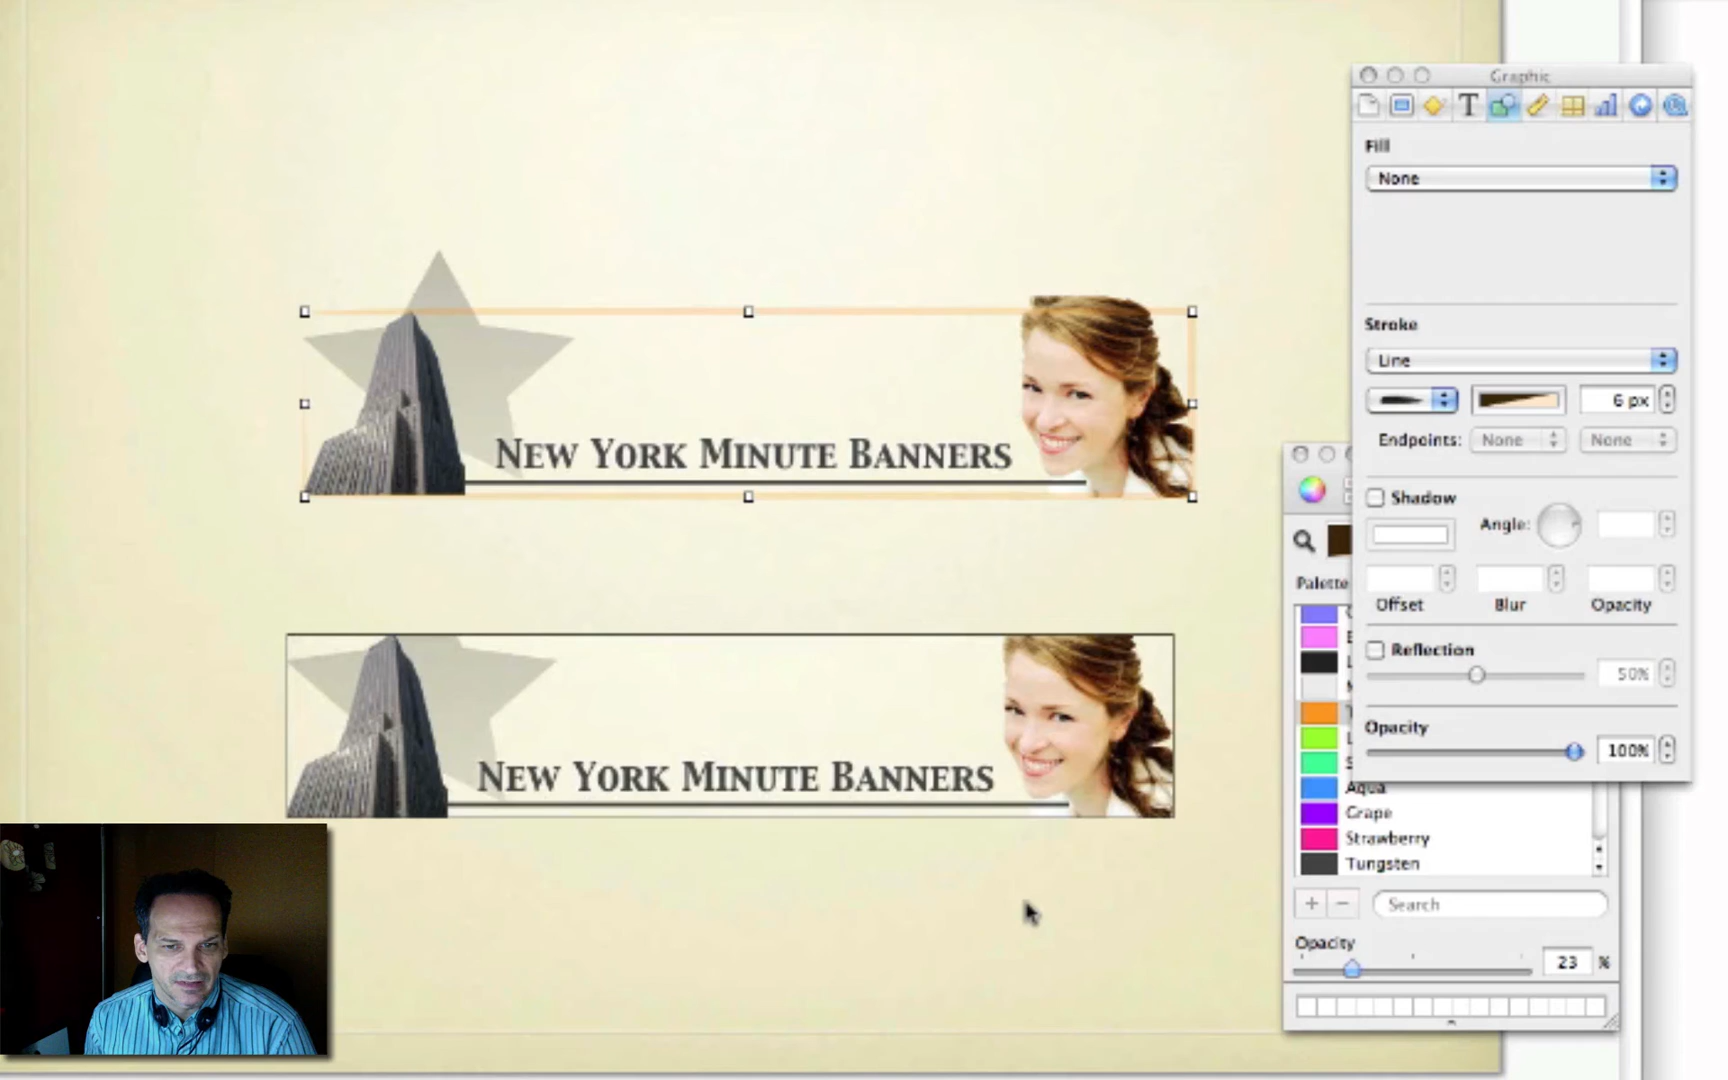 Graphic
T
Fill
None
Stroke
Line
6 px
Endpoints: None None
Shadow
Angle:
Offset Blur Opacity
Reflection
50%
Opacity
100%
NEW YORK MINUTE BANNERS
NEW YORK MINUTE BANNERS
Palette
Aqua
Grape
Strawberry
Tungsten
Search
Opacity
23 %